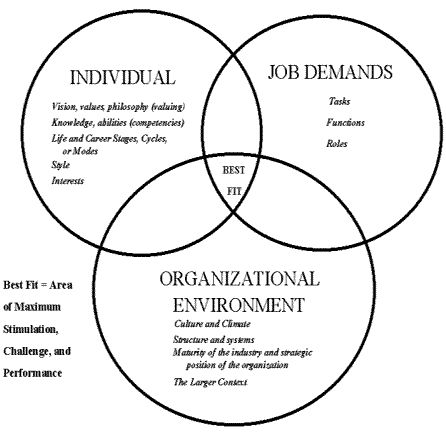 INDIVIDUAL
Vision, values, philosophy (valuing)
Knowledge, abilities (competencies)
Life and Career Stages, Cycles,
or Modes
Style
Interests
JOB DEMANDS
Tasks
Functions
Roles
BEST
FIT
ORGANIZATIONAL
ENVIRONMENT
Culture and Climate
Structure and systems
Maturity of the industry and strategic
position of the organization
The Larger Context
Best Fit = Area
of Maximum
Stimulation,
Challenge, and
Performance